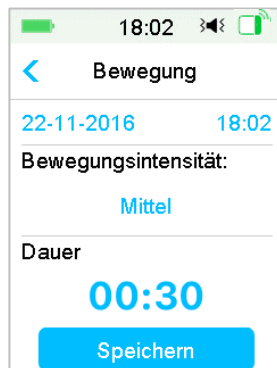 18:02
Bewegung
22-11-2016 18:02
Bewegungsintensität:
Mittel
Dauer
00:30
Speichern